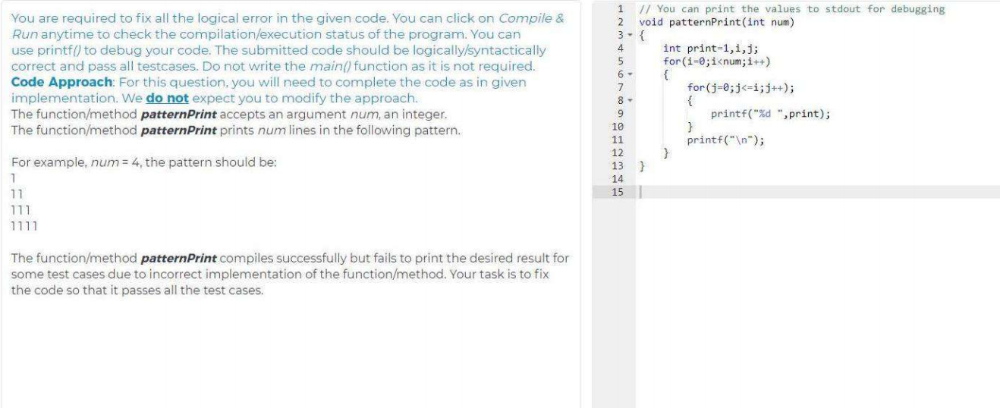 You are required to fix all the logical error in the given code. You can click on Compile &
Run anytime to check the compilation/execution status of the program. You can
use printf() to debug your code. The submitted code should be logically/syntactically
correct and pass all testcases. Do not write the main() function as it is not required.
Code Approach: For this question, you will need to complete the code as in given
implementation. We do not expect you to modify the approach.
The function/method patternPrint accepts an argument num, an integer.
The function/method patternPrint prints num lines in the following pattern.
For example, num = 4, the pattern should be:
1
11
111
1111
The function/method patternPrint compiles successfully but fails to print the desired result for
some test cases due to incorrect implementation of the function/method. Your task is to fix
the code so that it passes all the test cases.
1 // You can print the values to stdout for debugging
2 void patternPrint(int num)
3 {
4 int print=1,i,j;
5 for(i=0;i<num;i++)
6 {
7 for(j=0;j<=i;j++);
8 {
9 printf("%d ",print);
10 }
11 printf("\n");
12 }
13 }
14
15